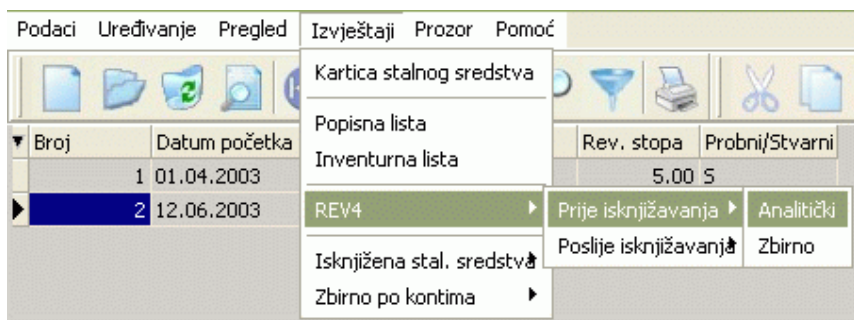 Podaci Uređivanje Pregled Izvještaji Prozor Pomoć
Kartica stalnog sredstva
Popisna lista
Inventurna lista
REV4
Isknjižena stal. sredstva
Zbirno po kontima
Prije isknjižavanja
Poslije isknjižavanja
Analitički
Zbirno
Broj Datum početka Rev. stopa Probni/Stvarni
1 01.04.2003 5.00 S
2 12.06.2003